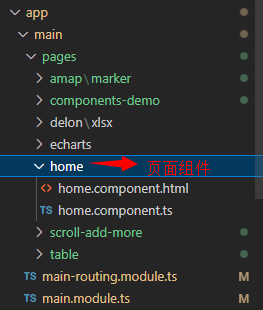 app
main
pages
amap\marker
components-demo
delon\xlsx
echarts
home 页面组件
<> home.component.html
TS home.component.ts
scroll-add-more
table
TS main-routing.module.ts M
TS main.module.ts M